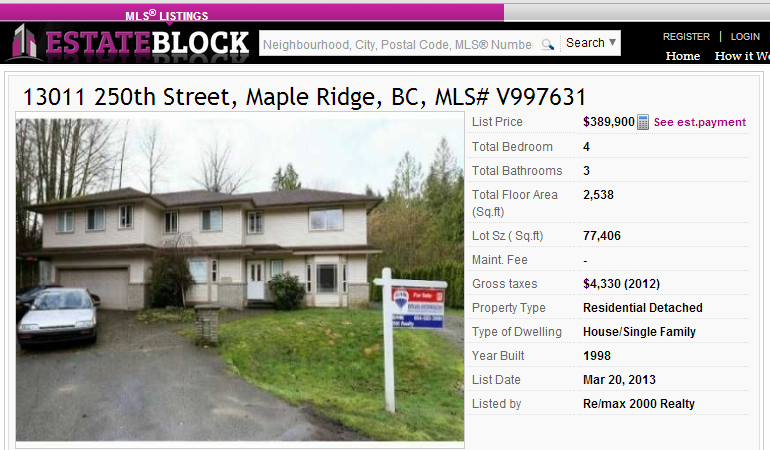 MLS® LISTINGS
ESTATEBLOCK
Neighbourhood, City, Postal Code, MLS® Numbe
Search
REGISTER | LOGIN
Home How it We
13011 250th Street, Maple Ridge, BC, MLS# V997631
List Price $389,900 See est.payment
Total Bedroom 4
Total Bathrooms 3
Total Floor Area 2,538
(Sq.ft)
Lot Sz ( Sq.ft) 77,406
Maint. Fee -
Gross taxes $4,330 (2012)
Property Type Residential Detached
Type of Dwelling House/Single Family
Year Built 1998
List Date Mar 20, 2013
Listed by Re/max 2000 Realty
For Sale
Realty